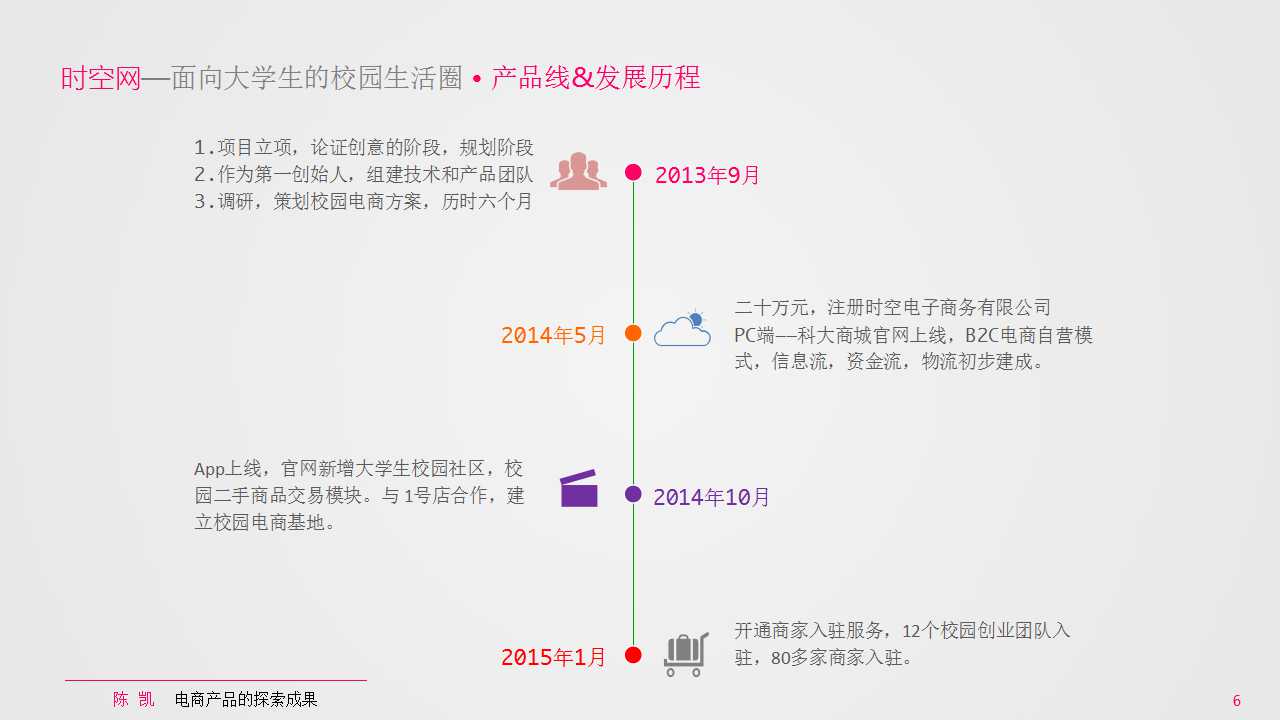 时空网—面向大学生的校园生活圈 • 产品线&发展历程
1.项目立项，论证创意的阶段，规划阶段
2.作为第一创始人，组建技术和产品团队
3.调研，策划校园电商方案，历时六个月
2013年9月
2014年5月
二十万元，注册时空电子商务有限公司
PC端——科大商城官网上线，B2C电商自营模
式，信息流，资金流，物流初步建成。
App上线，官网新增大学生校园社区，校
园二手商品交易模块。与 1号店合作，建
立校园电商基地。
2014年10月
2015年1月
开通商家入驻服务，12个校园创业团队入
驻，80多家商家入驻。
陈 凯 电商产品的探索成果
6